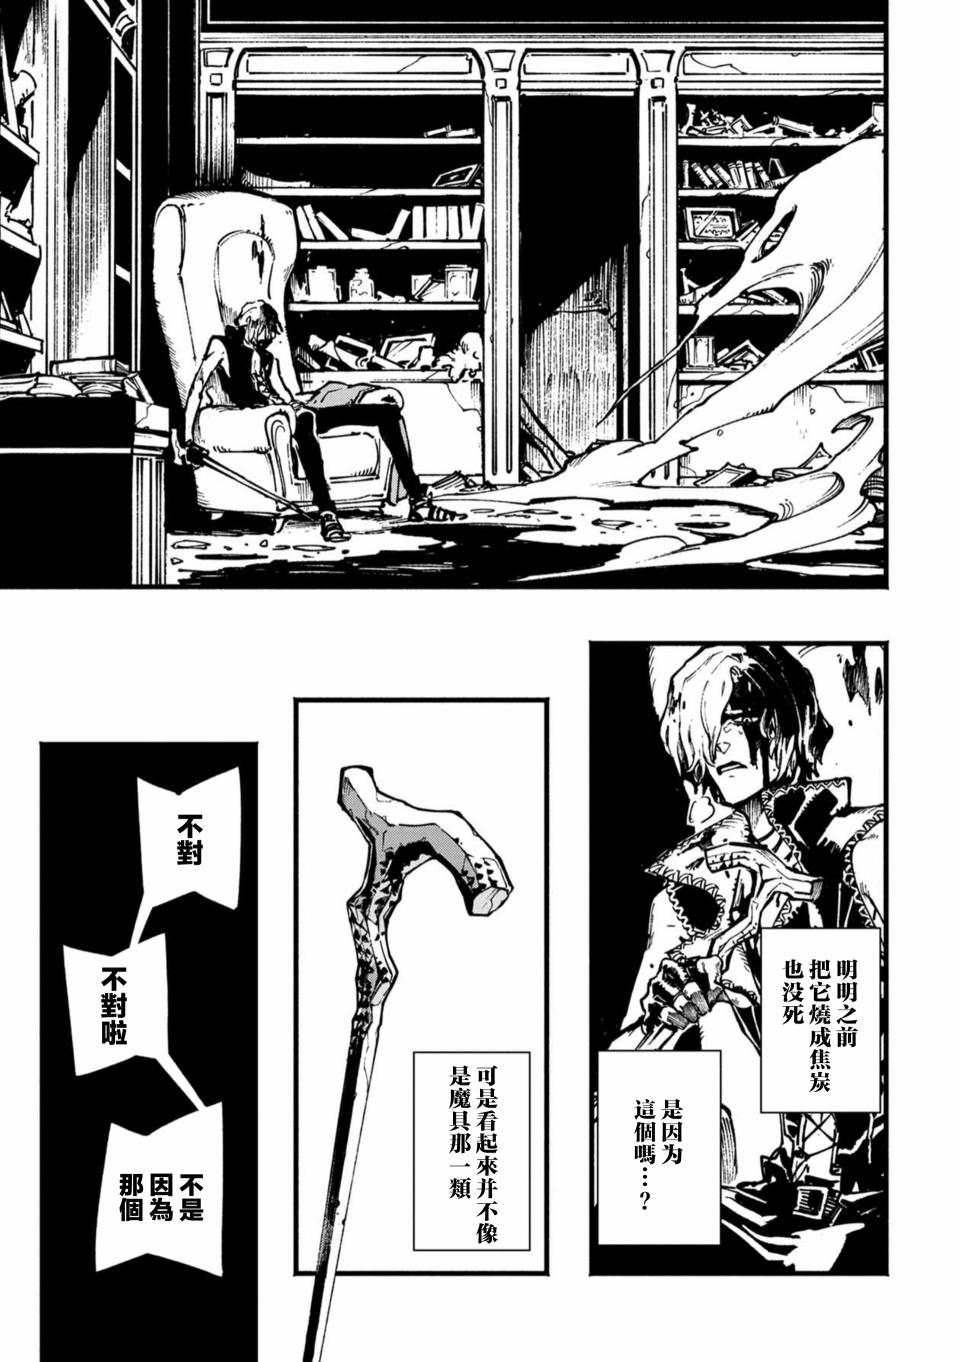 明明之前
把它燒成焦炭
也没死
是因为
這個嗎…?
可是看起來并不像
是魔具那一類
不對
不對啦
不是
因為
那個